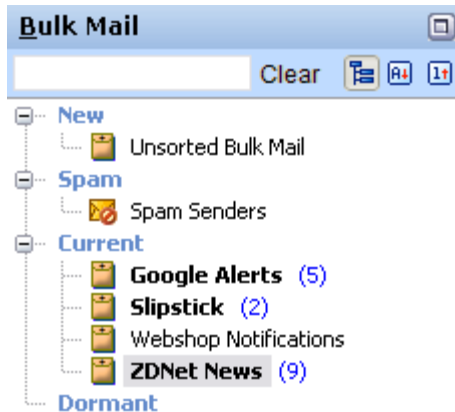 Bulk Mail
Clear
New
Unsorted Bulk Mail
Spam
Spam Senders
Current
Google Alerts (5)
Slipstick (2)
Webshop Notifications
ZDNet News (9)
Dormant